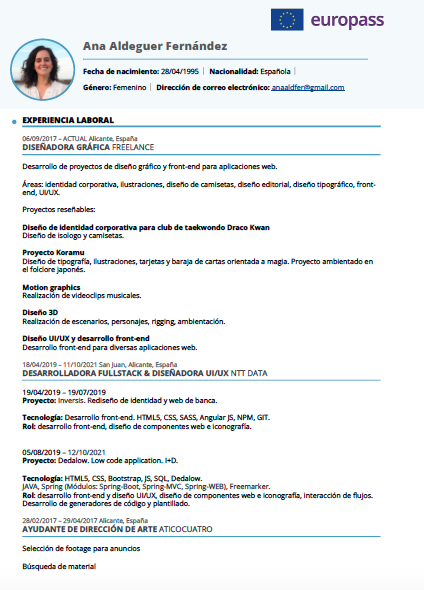 europass
Ana Aldeguer Fernández
Fecha de nacimiento: 28/04/1995 | Nacionalidad: Española |
Género: Femenino | Dirección de correo electrónico: anaaldfer@gmail.com
EXPERIENCIA LABORAL
06/09/2017 – ACTUAL Alicante, España
DISEÑADORA GRÁFICA FREELANCE
Desarrollo de proyectos de diseño gráfico y front-end para aplicaciones web.
Áreas: identidad corporativa, ilustraciones, diseño de camisetas, diseño editorial, diseño tipográfico, front-
end, UI/UX.
Proyectos reseñables:
Diseño de identidad corporativa para club de taekwondo Draco Kwan
Diseño de isologo y camisetas.
Proyecto Koramu
Diseño de tipografía, ilustraciones, tarjetas y baraja de cartas orientada a magia. Proyecto ambientado en
el folclore japonés.
Motion graphics
Realización de videoclips musicales.
Diseño 3D
Realización de escenarios, personajes, rigging, ambientación.
Diseño UI/UX y desarrollo front-end
Desarrollo front-end para diversas aplicaciones web.
18/04/2019 – 11/10/2021 San Juan, Alicante, España
DESARROLLADORA FULLSTACK & DISEÑADORA UI/UX NTT DATA
19/04/2019 – 19/07/2019
Proyecto: Inversis. Rediseño de identidad y web de banca.
Tecnología: Desarrollo front-end. HTML5, CSS, SASS, Angular JS, NPM, GIT.
Rol: desarrollo front-end, diseño de componentes web e iconografía.
05/08/2019 – 12/10/2021
Proyecto: Dedalow. Low code application. I+D.
Tecnología: HTML5, CSS, Bootstrap, JS, SQL, Dedalow.
JAVA, Spring (Módulos: Spring-Boot, Spring-MVC, Spring-WEB), Freemarker.
Rol: desarrollo front-end y diseño UI/UX, diseño de componentes web e iconografía, interacción de flujos.
Desarrollo de generadores de código y plantillado.
28/02/2017 – 29/04/2017 Alicante, España
AYUDANTE DE DIRECCIÓN DE ARTE ATICOCUATRO
Selección de footage para anuncios
Búsqueda de material